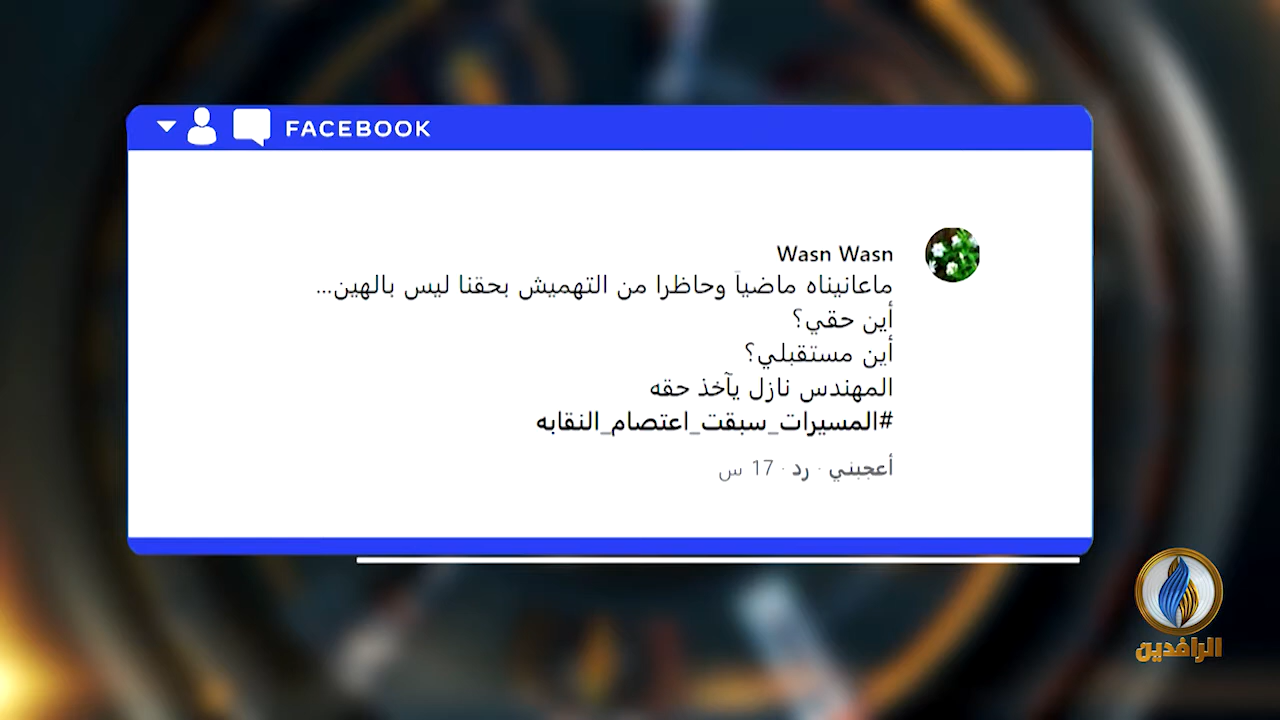 FACEBOOK
Wasn Wasn
ماعانيناه ماضياَ وحاظرا من التهميش بحقنا ليس بالهين...
أين حقي؟
أين مستقبلي؟
المهندس نازل يآخذ حقه
#المسيرات_سبقت_اعتصام_النقابه
أعجبني · رد · 17 س
الرافدين